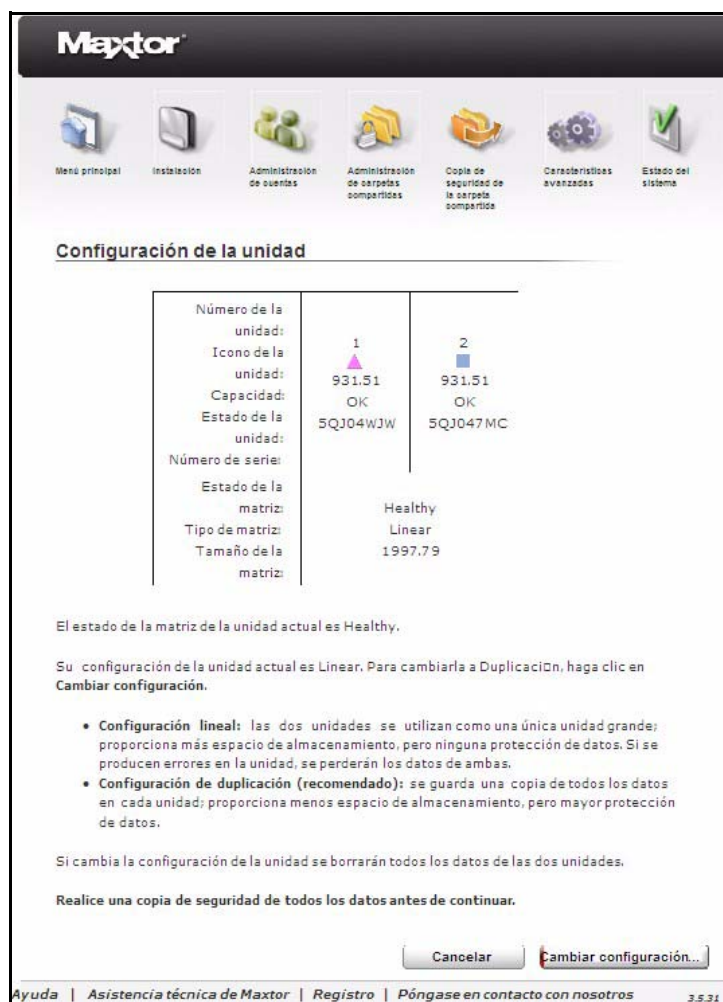 Maxtor
Menú principal
Instalación
Administración de cuentas
Administración de carpetas compartidas
Copia de seguridad de la carpeta compartida
Características avanzadas
Estado del sistema
Configuración de la unidad
Número de la unidad: 1 2
Icono de la unidad:
Capacidad: 931.51 931.51
Estado de la unidad: OK OK
Número de serie: 5QJ04WJW 5QJ047MC
Estado de la matriz: Healthy
Tipo de matriz: Linear
Tamaño de la matriz: 1997.79
El estado de la matriz de la unidad actual es Healthy.
Su configuración de la unidad actual es Linear. Para cambiarla a Duplicaci□n, haga clic en
Cambiar configuración.
• Configuración lineal: las dos unidades se utilizan como una única unidad grande;
proporciona más espacio de almacenamiento, pero ninguna protección de datos. Si se
producen errores en la unidad, se perderán los datos de ambas.
• Configuración de duplicación (recomendado): se guarda una copia de todos los datos
en cada unidad; proporciona menos espacio de almacenamiento, pero mayor protección
de datos.
Si cambia la configuración de la unidad se borrarán todos los datos de las dos unidades.
Realice una copia de seguridad de todos los datos antes de continuar.
Cancelar
Cambiar configuración...
Ayuda | Asistencia técnica de Maxtor | Registro | Póngase en contacto con nosotros 3.5.31